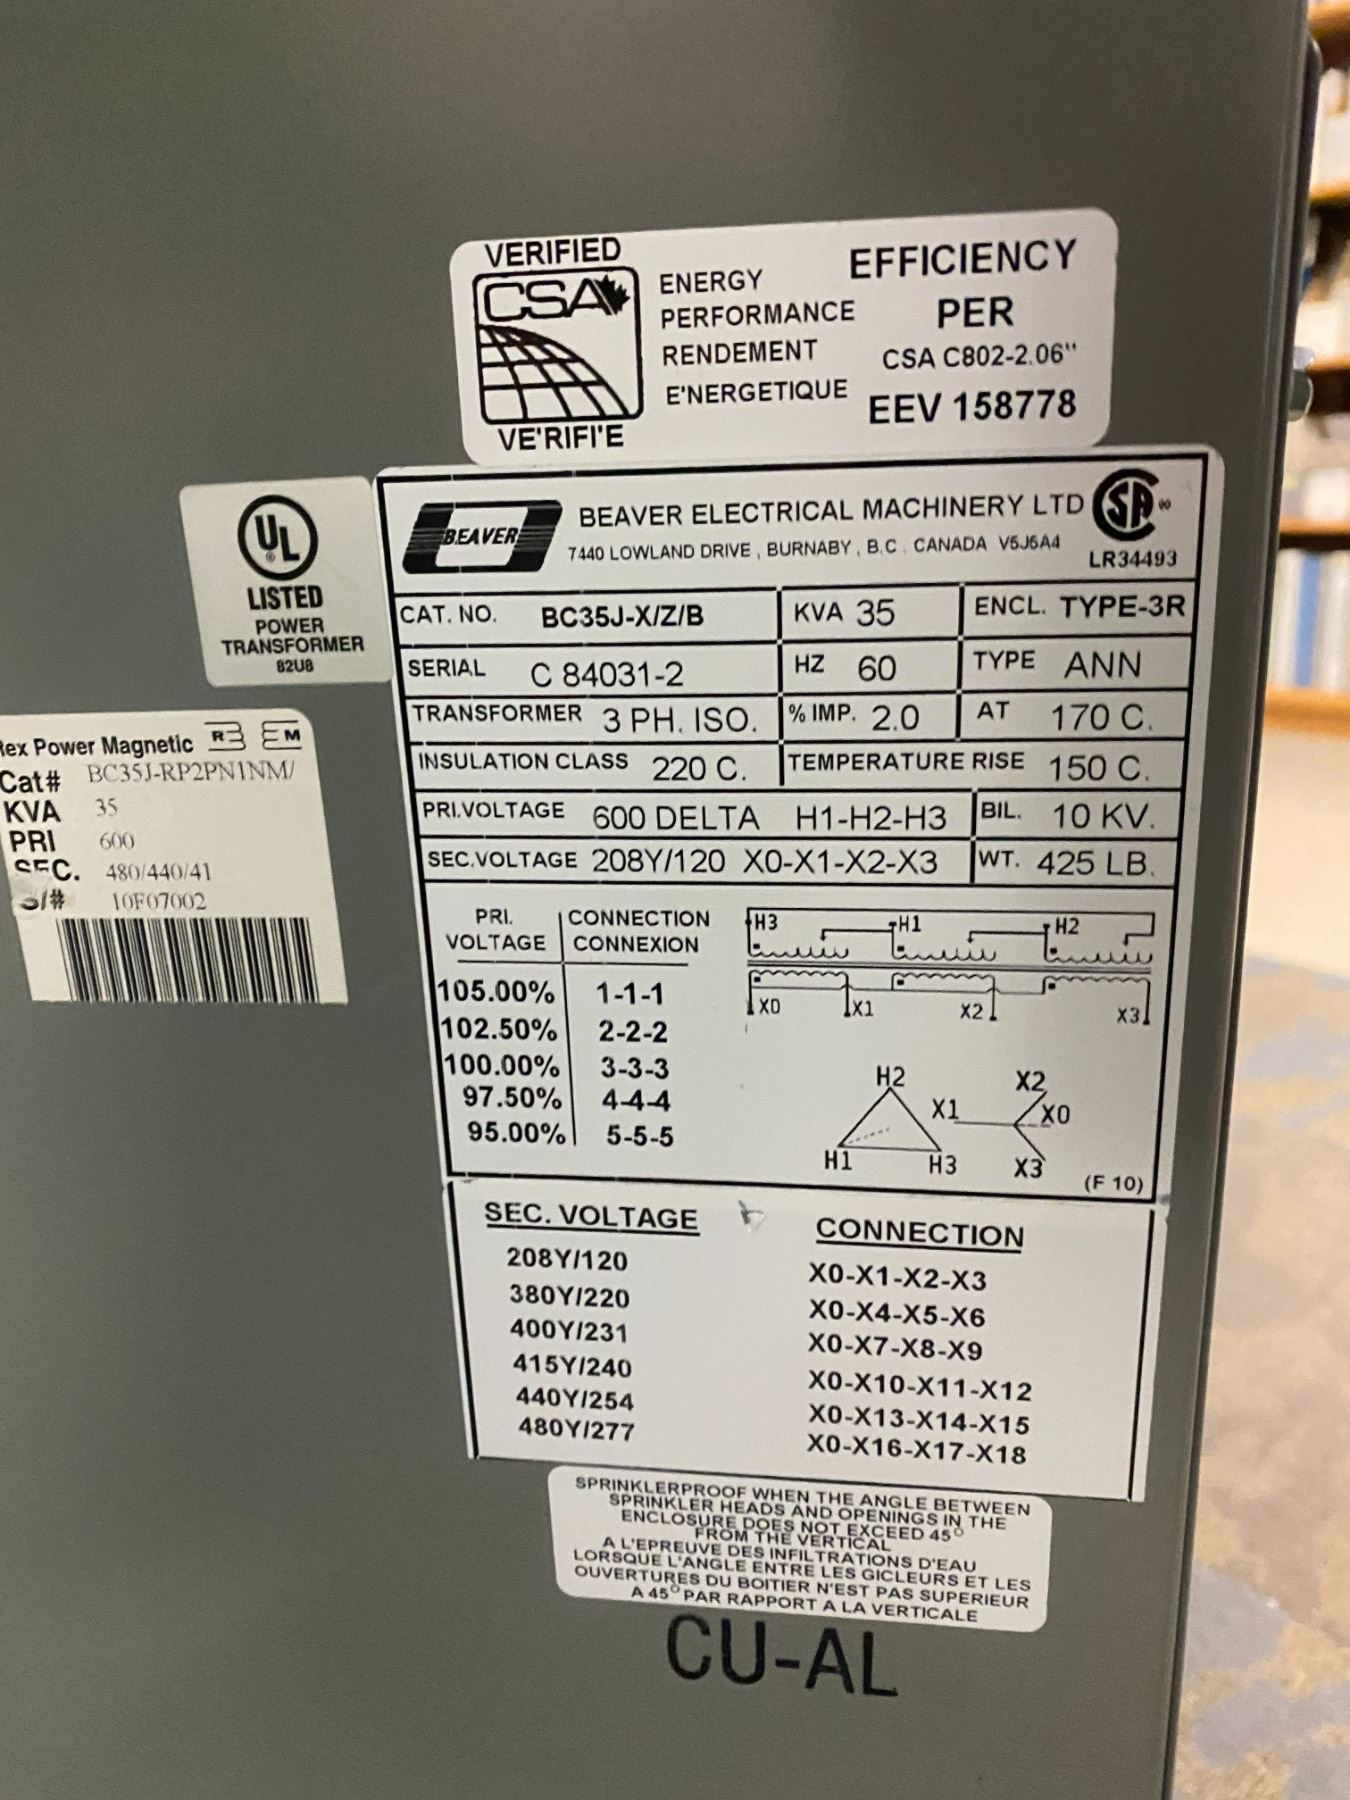 VERIFIED
CSA
VE'RIFI'E
ENERGY
PERFORMANCE
RENDEMENT
E'NERGETIQUE
EFFICIENCY
PER
CSA C802-2.06"
EEV 158778
UL
®
LISTED
POWER
TRANSFORMER
82U8
BEAVER
BEAVER ELECTRICAL MACHINERY LTD
7440 LOWLAND DRIVE , BURNABY , B.C . CANADA V5J5A4
SA
LR34493
CAT. NO. BC35J-X/Z/B KVA 35 ENCL. TYPE-3R
SERIAL C 84031-2 HZ 60 TYPE ANN
TRANSFORMER 3 PH. ISO. % IMP. 2.0 AT 170 C.
INSULATION CLASS 220 C. TEMPERATURE RISE 150 C.
PRI.VOLTAGE 600 DELTA H1-H2-H3 BIL. 10 KV.
SEC.VOLTAGE 208Y/120 X0-X1-X2-X3 WT. 425 LB.
PRI. CONNECTION
VOLTAGE CONNEXION
105.00% 1-1-1
102.50% 2-2-2
100.00% 3-3-3
97.50% 4-4-4
95.00% 5-5-5
H3 H1 H2
X0 X1 X2 X3
H2
H1
H3
X2
X1
X0
X3
(F 10)
SEC. VOLTAGE CONNECTION
208Y/120 X0-X1-X2-X3
380Y/220 X0-X4-X5-X6
400Y/231 X0-X7-X8-X9
415Y/240 X0-X10-X11-X12
440Y/254 X0-X13-X14-X15
480Y/277 X0-X16-X17-X18
Power Magnetic
Cat# BC35J-RP2PN1NM/
KVA 35
PRI 600
SEC. 480/440/41
S/# 10F07002
SPRINKLERPROOF WHEN THE ANGLE BETWEEN
SPRINKLER HEADS AND OPENINGS IN THE
ENCLOSURE DOES NOT EXCEED 45°
FROM THE VERTICAL
A L'EPREUVE DES INFILTRATIONS D'EAU
LORSQUE L'ANGLE ENTRE LES GICLEURS ET LES
OUVERTURES DU BOITIER N'EST PAS SUPERIEUR
A 45° PAR RAPPORT A LA VERTICALE
CU-AL